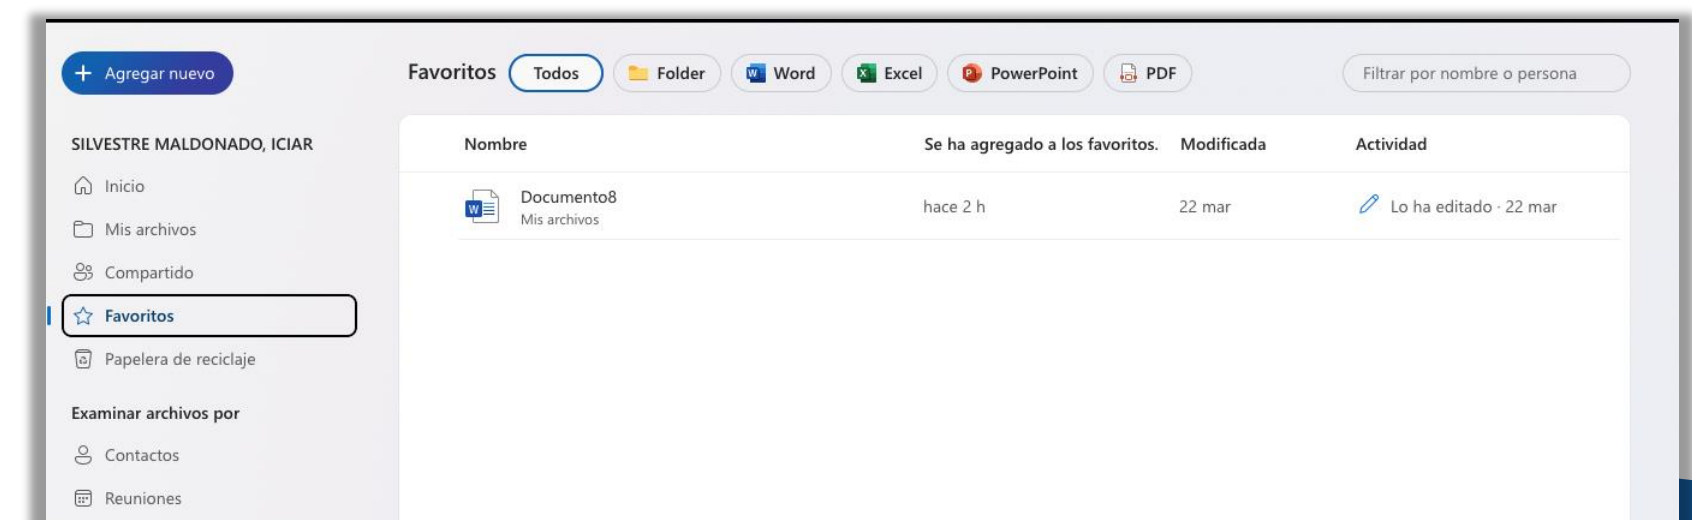 Agregar nuevo
Favoritos Todos Folder Word Excel PowerPoint PDF Filtrar por nombre o persona
SILVESTRE MALDONADO, ICIAR
Inicio
Mis archivos
Compartido
Favoritos
Papelera de reciclaje
Examinar archivos por
Contactos
Reuniones
Nombre Se ha agregado a los favoritos. Modificada Actividad
Documento8 hace 2 h 22 mar Lo ha editado · 22 mar
Mis archivos